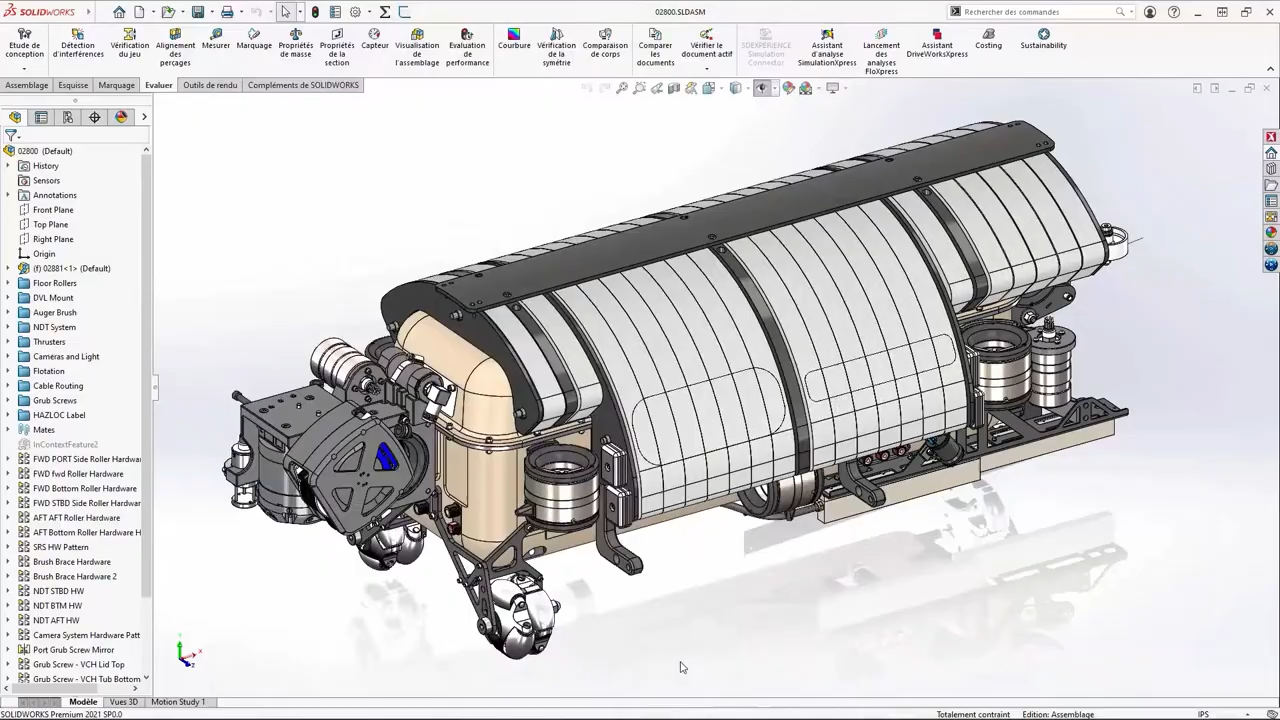 SOLIDWORKS
02800.SLDASM
Rechercher des commandes
Etude de
conception
Détection
d'interférences
Vérification
du jeu
Alignement
des
perçages
Mesurer
Marquage
Propriétés
de masse
Propriétés
de la
section
Capteur
Visualisation
de
l'assemblage
Evaluation
de
performance
Courbure
Vérification
de la
symétrie
Comparaison
de corps
Comparer
les
documents
Vérifier le
document actif
3DEXPERIENCE
Simulation
Connector
Assistant
d'analyse
SimulationXpress
Lancement
des
analyses
FloXpress
Assistant
DriveWorksXpress
Costing
Sustainability
Assemblage
Esquisse
Marquage
Evaluer
Outils de rendu
Compléments de SOLIDWORKS
02800 (Default)
History
Sensors
Annotations
Front Plane
Top Plane
Right Plane
Origin
(f) 02881<1> (Default)
Floor Rollers
DVL Mount
Auger Brush
NDT System
Thrusters
Cameras and Light
Flotation
Cable Routing
Grub Screws
HAZLOC Label
Mates
InContextFeature2
FWD PORT Side Roller Hardwar
FWD fwd Roller Hardware
FWD Bottom Roller Hardware
FWD STBD Side Roller Hardwar
AFT AFT Roller Hardware
AFT Bottom Roller Hardware H
SRS HW Pattern
Brush Brace Hardware
Brush Brace Hardware 2
NDT STBD HW
NDT BTM HW
NDT AFT HW
Camera System Hardware Patt
Port Grub Screw Mirror
Grub Screw - VCH Lid Top
Grub Screw - VCH Tub Bottom
Modèle
Vues 3D
Motion Study 1
SOLIDWORKS Premium 2021 SP0.0
Totalement contraint
Edition: Assemblage
IPS